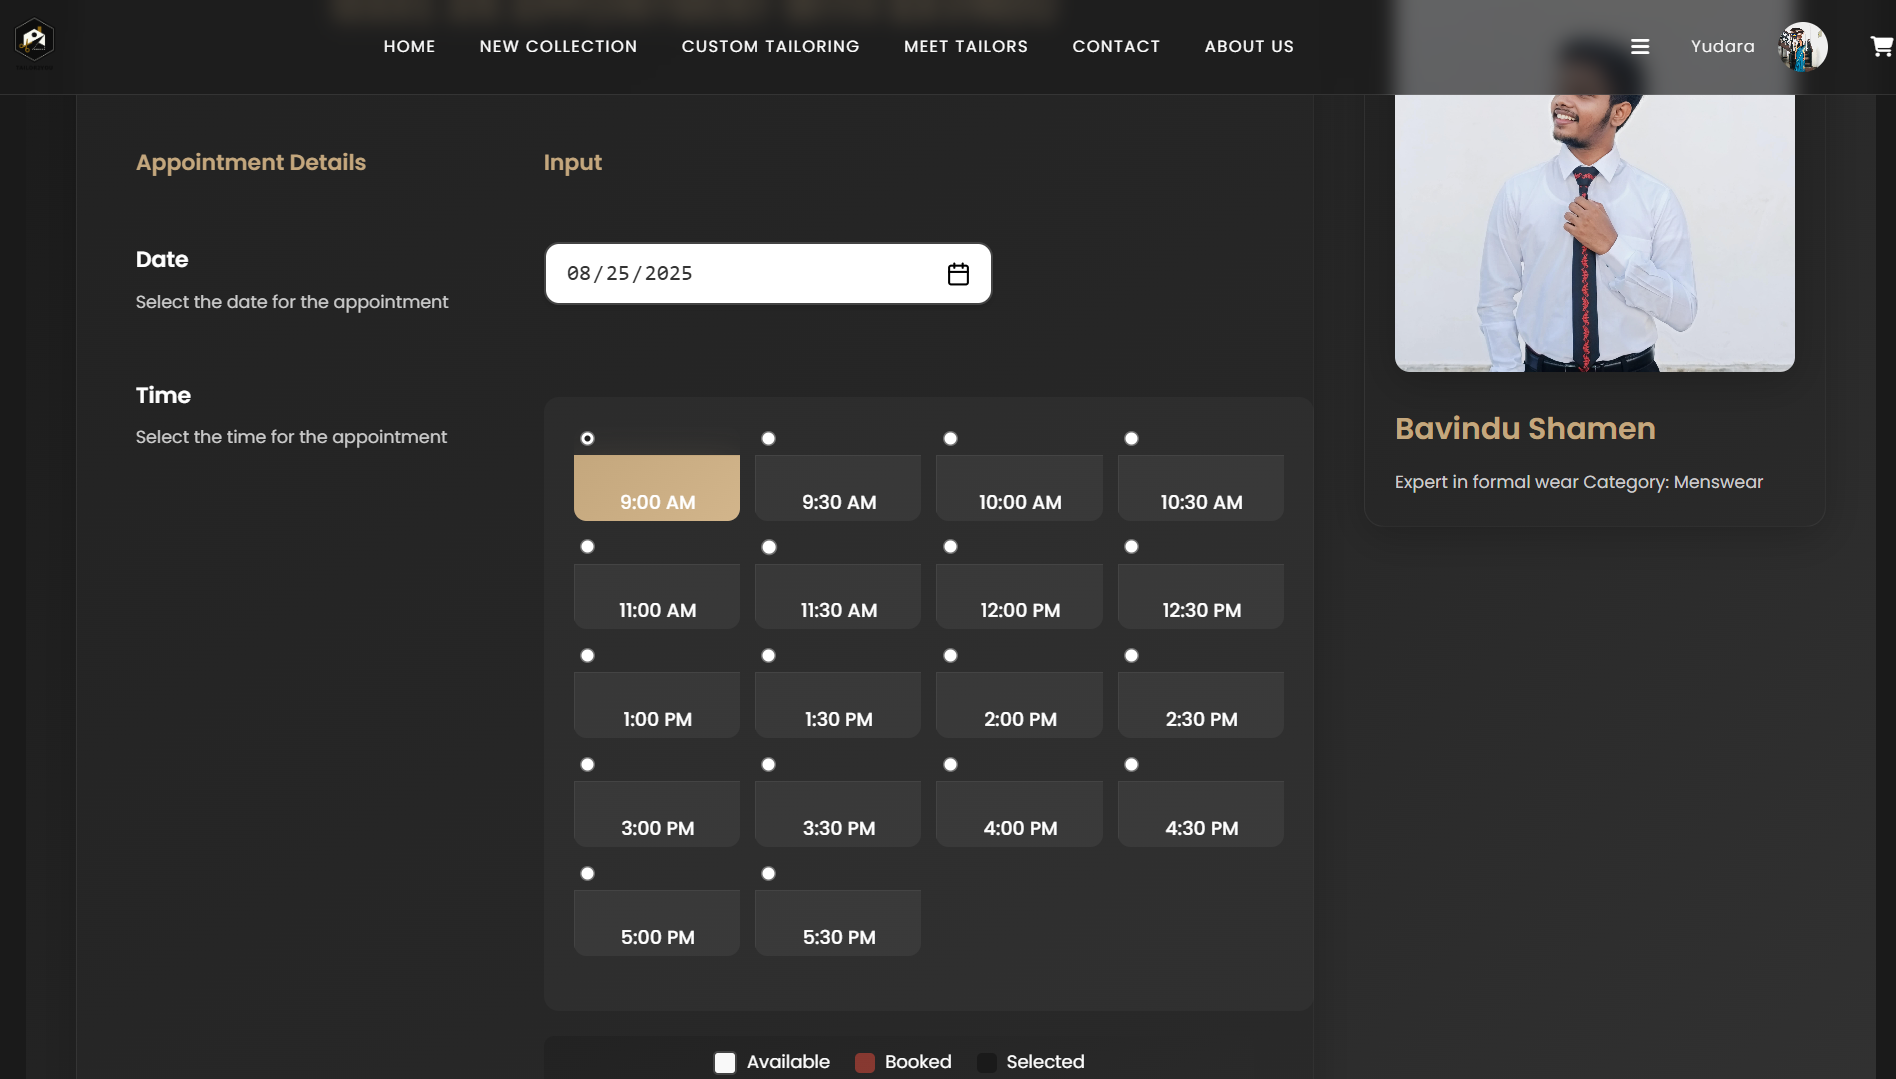 HOME NEW COLLECTION CUSTOM TAILORING MEET TAILORS CONTACT ABOUT US Yudara
Appointment Details Input
Date
Select the date for the appointment
08/25/2025
Time
Select the time for the appointment
9:00 AM 9:30 AM 10:00 AM 10:30 AM
11:00 AM 11:30 AM 12:00 PM 12:30 PM
1:00 PM 1:30 PM 2:00 PM 2:30 PM
3:00 PM 3:30 PM 4:00 PM 4:30 PM
5:00 PM 5:30 PM
Available Booked Selected
Bavindu Shamen
Expert in formal wear Category: Menswear